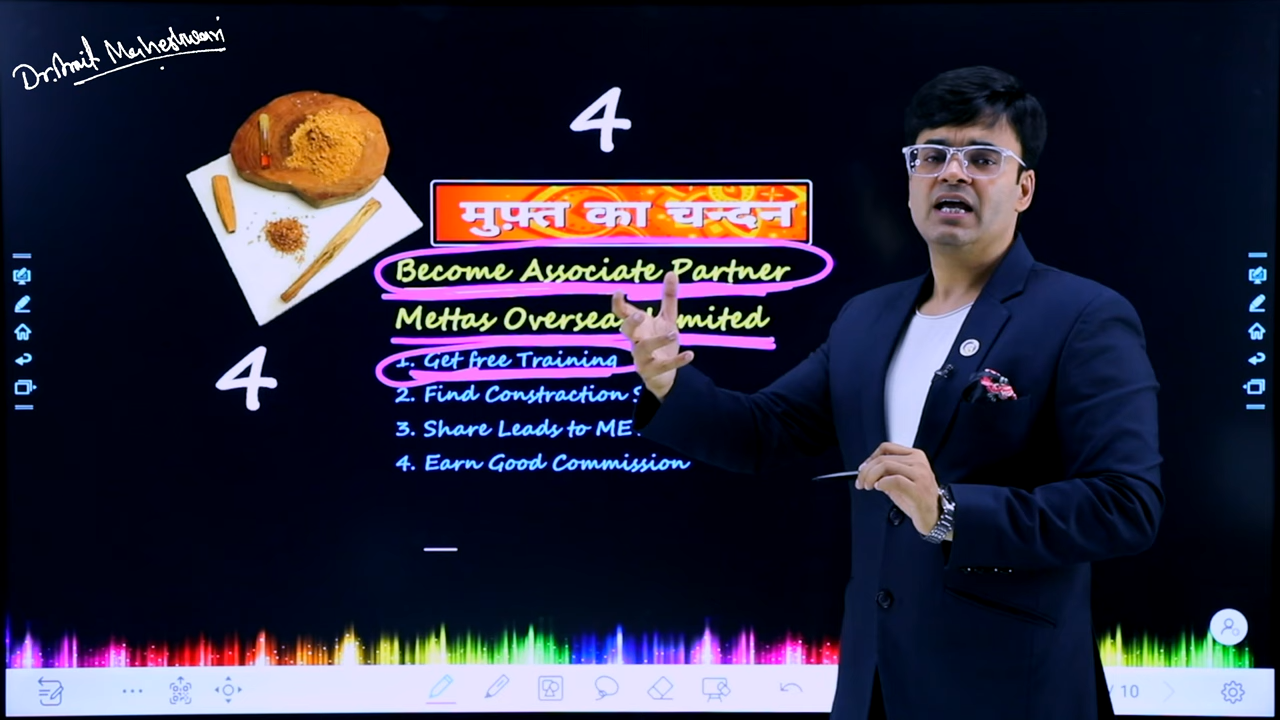 Dr. Amit Maheshwari
4
मुफ़्त का चन्दन
Become Associate Partner
Mettas Overseas Limited
4
1. Get free Training
2. Find Constraction
3. Share Leads to
4. Earn Good Commission
/ 10